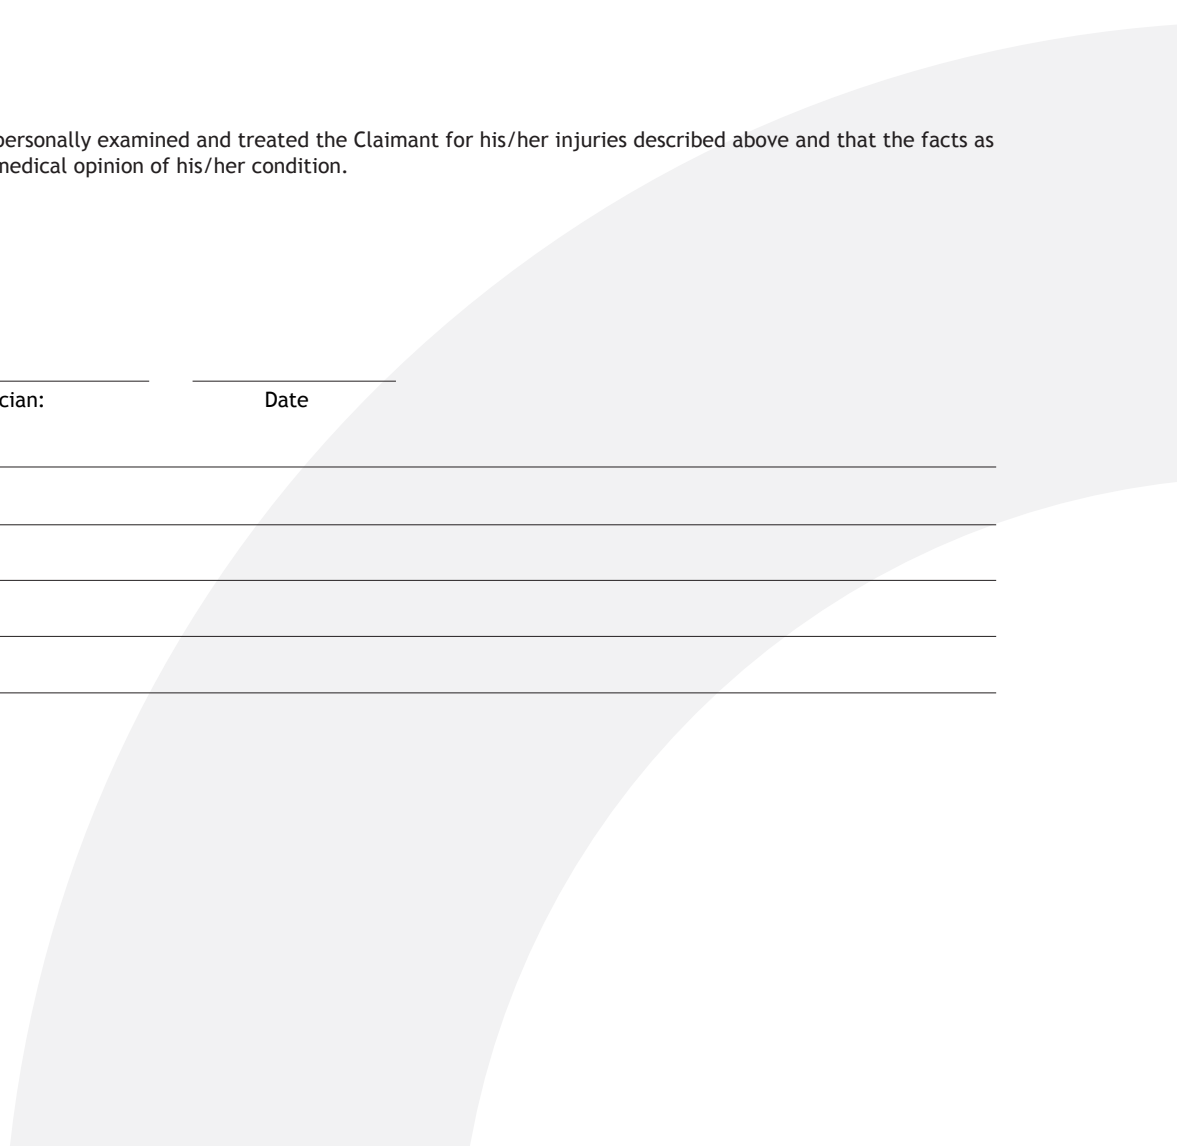 personally examined and treated the Claimant for his/her injuries described above and that the facts as
medical opinion of his/her condition.
cian: Date